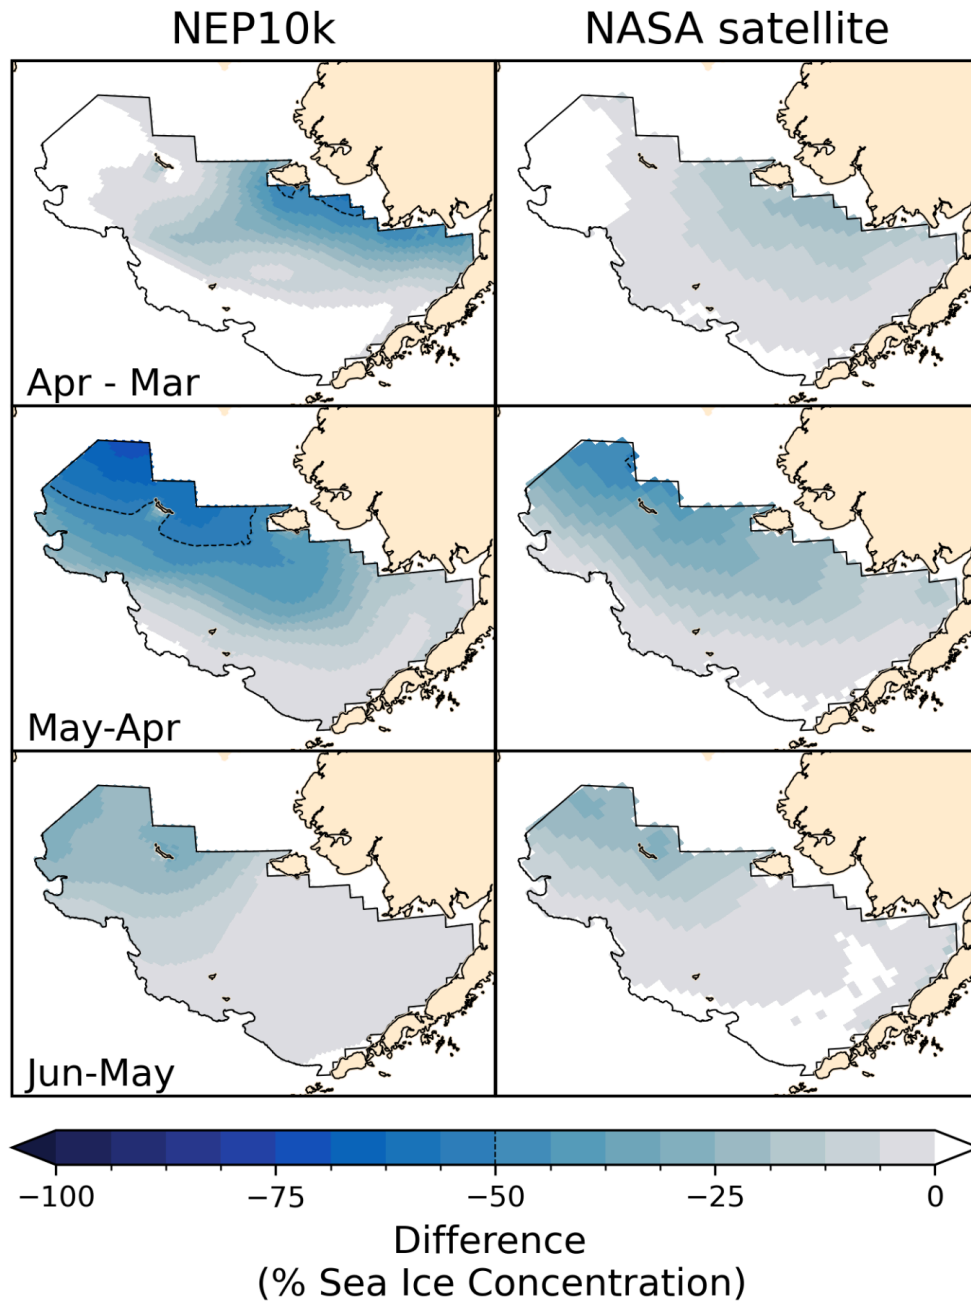 NEP10k
NASA satellite
Apr - Mar
May-Apr
Jun-May
−100 −75 −50 −25 0
Difference
(% Sea Ice Concentration)